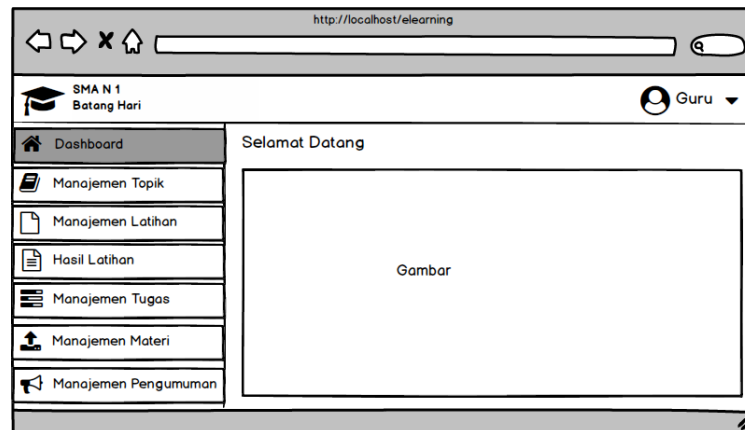 http://localhost/elearning
SMA N 1
Batang Hari
Guru
Dashboard
Selamat Datang
Manajemen Topik
Manajemen Latihan
Hasil Latihan
Gambar
Manajemen Tugas
Manajemen Materi
Manajemen Pengumuman